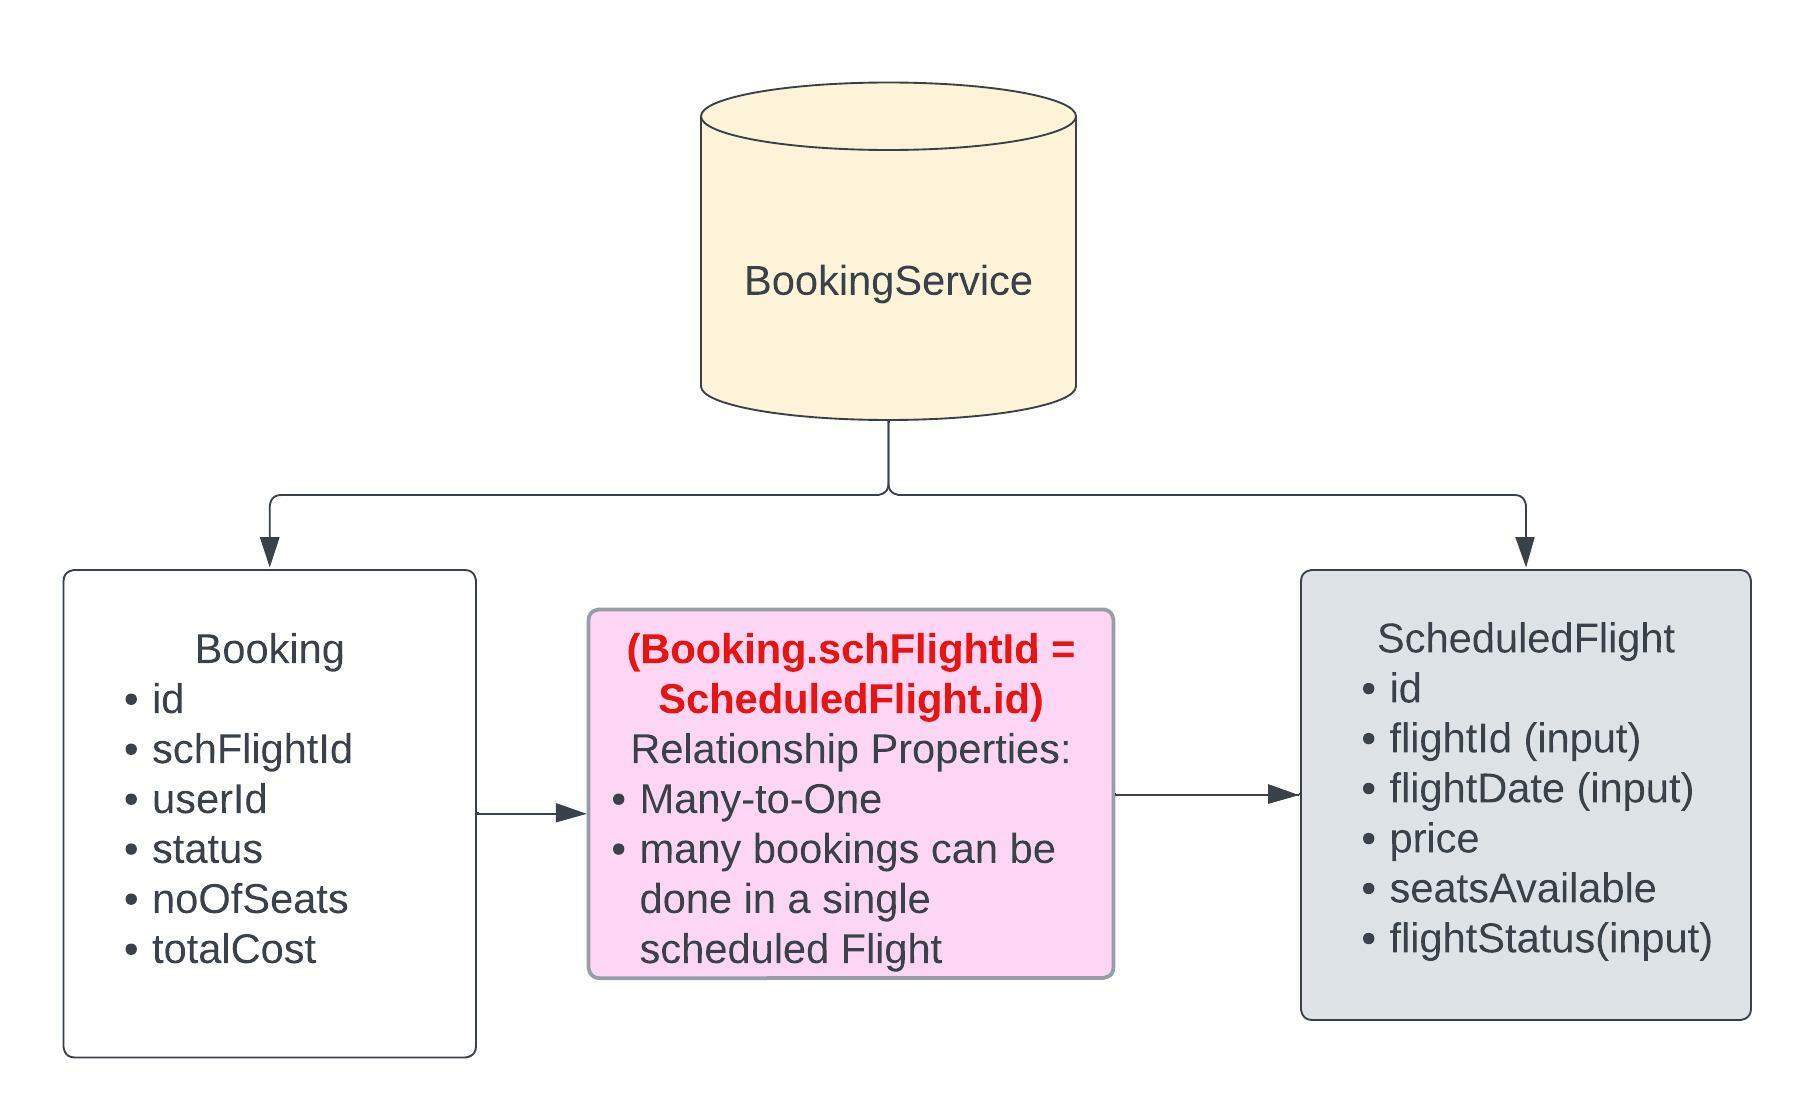 BookingService
Booking
• id
• schFlightId
• userId
• status
• noOfSeats
• totalCost
(Booking.schFlightId =
ScheduledFlight.id)
Relationship Properties:
• Many-to-One
• many bookings can be
done in a single
scheduled Flight
ScheduledFlight
• id
• flightId (input)
• flightDate (input)
• price
• seatsAvailable
• flightStatus(input)